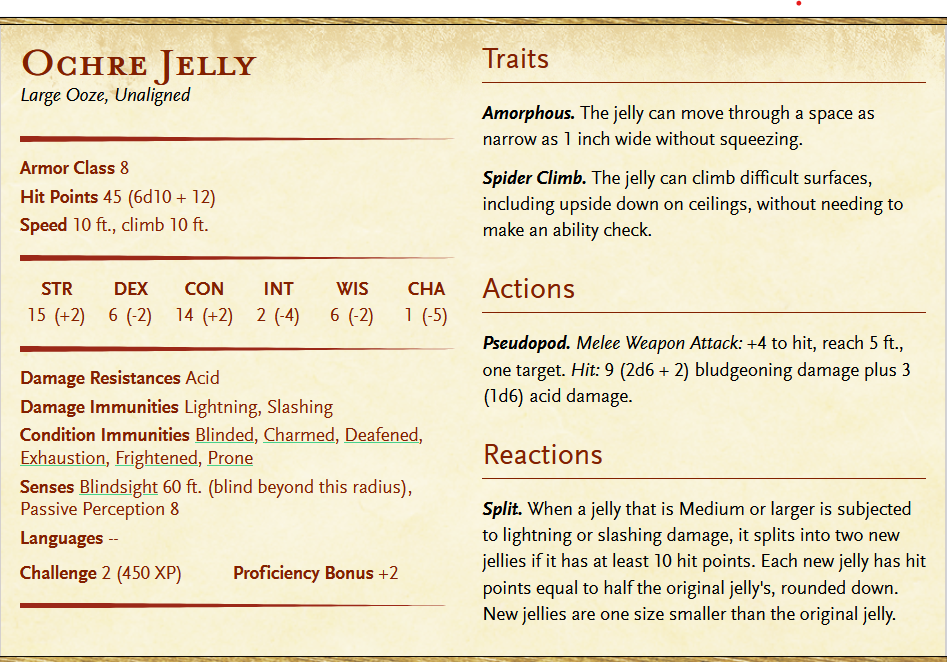 Ochre Jelly
Large Ooze, Unaligned
Armor Class 8
Hit Points 45 (6d10 + 12)
Speed 10 ft., climb 10 ft.
STR DEX CON INT WIS CHA
15 (+2) 6 (-2) 14 (+2) 2 (-4) 6 (-2) 1 (-5)
Damage Resistances Acid
Damage Immunities Lightning, Slashing
Condition Immunities Blinded, Charmed, Deafened,
Exhaustion, Frightened, Prone
Senses Blindsight 60 ft. (blind beyond this radius),
Passive Perception 8
Languages --
Challenge 2 (450 XP) Proficiency Bonus +2
Traits
Amorphous. The jelly can move through a space as
narrow as 1 inch wide without squeezing.
Spider Climb. The jelly can climb difficult surfaces,
including upside down on ceilings, without needing to
make an ability check.
Actions
Pseudopod. Melee Weapon Attack: +4 to hit, reach 5 ft.,
one target. Hit: 9 (2d6 + 2) bludgeoning damage plus 3
(1d6) acid damage.
Reactions
Split. When a jelly that is Medium or larger is subjected
to lightning or slashing damage, it splits into two new
jellies if it has at least 10 hit points. Each new jelly has hit
points equal to half the original jelly's, rounded down.
New jellies are one size smaller than the original jelly.